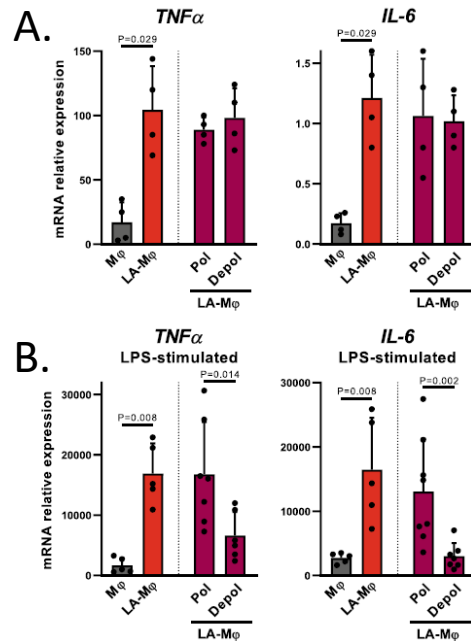 A.
TNFα
IL-6
P=0.029
P=0.029
mRNA relative expression
150
100
50
0
1.5
1.0
0.5
0.0
Mφ
LA-Mφ
Pol
Depol
LA-Mφ
Mφ
LA-Mφ
Pol
Depol
LA-Mφ
B.
TNFα
LPS-stimulated
IL-6
LPS-stimulated
P=0.008
P=0.014
P=0.008
P=0.002
mRNA relative expression
30000
20000
10000
0
30000
20000
10000
0
Mφ
LA-Mφ
Pol
Depol
LA-Mφ
Mφ
LA-Mφ
Pol
Depol
LA-Mφ